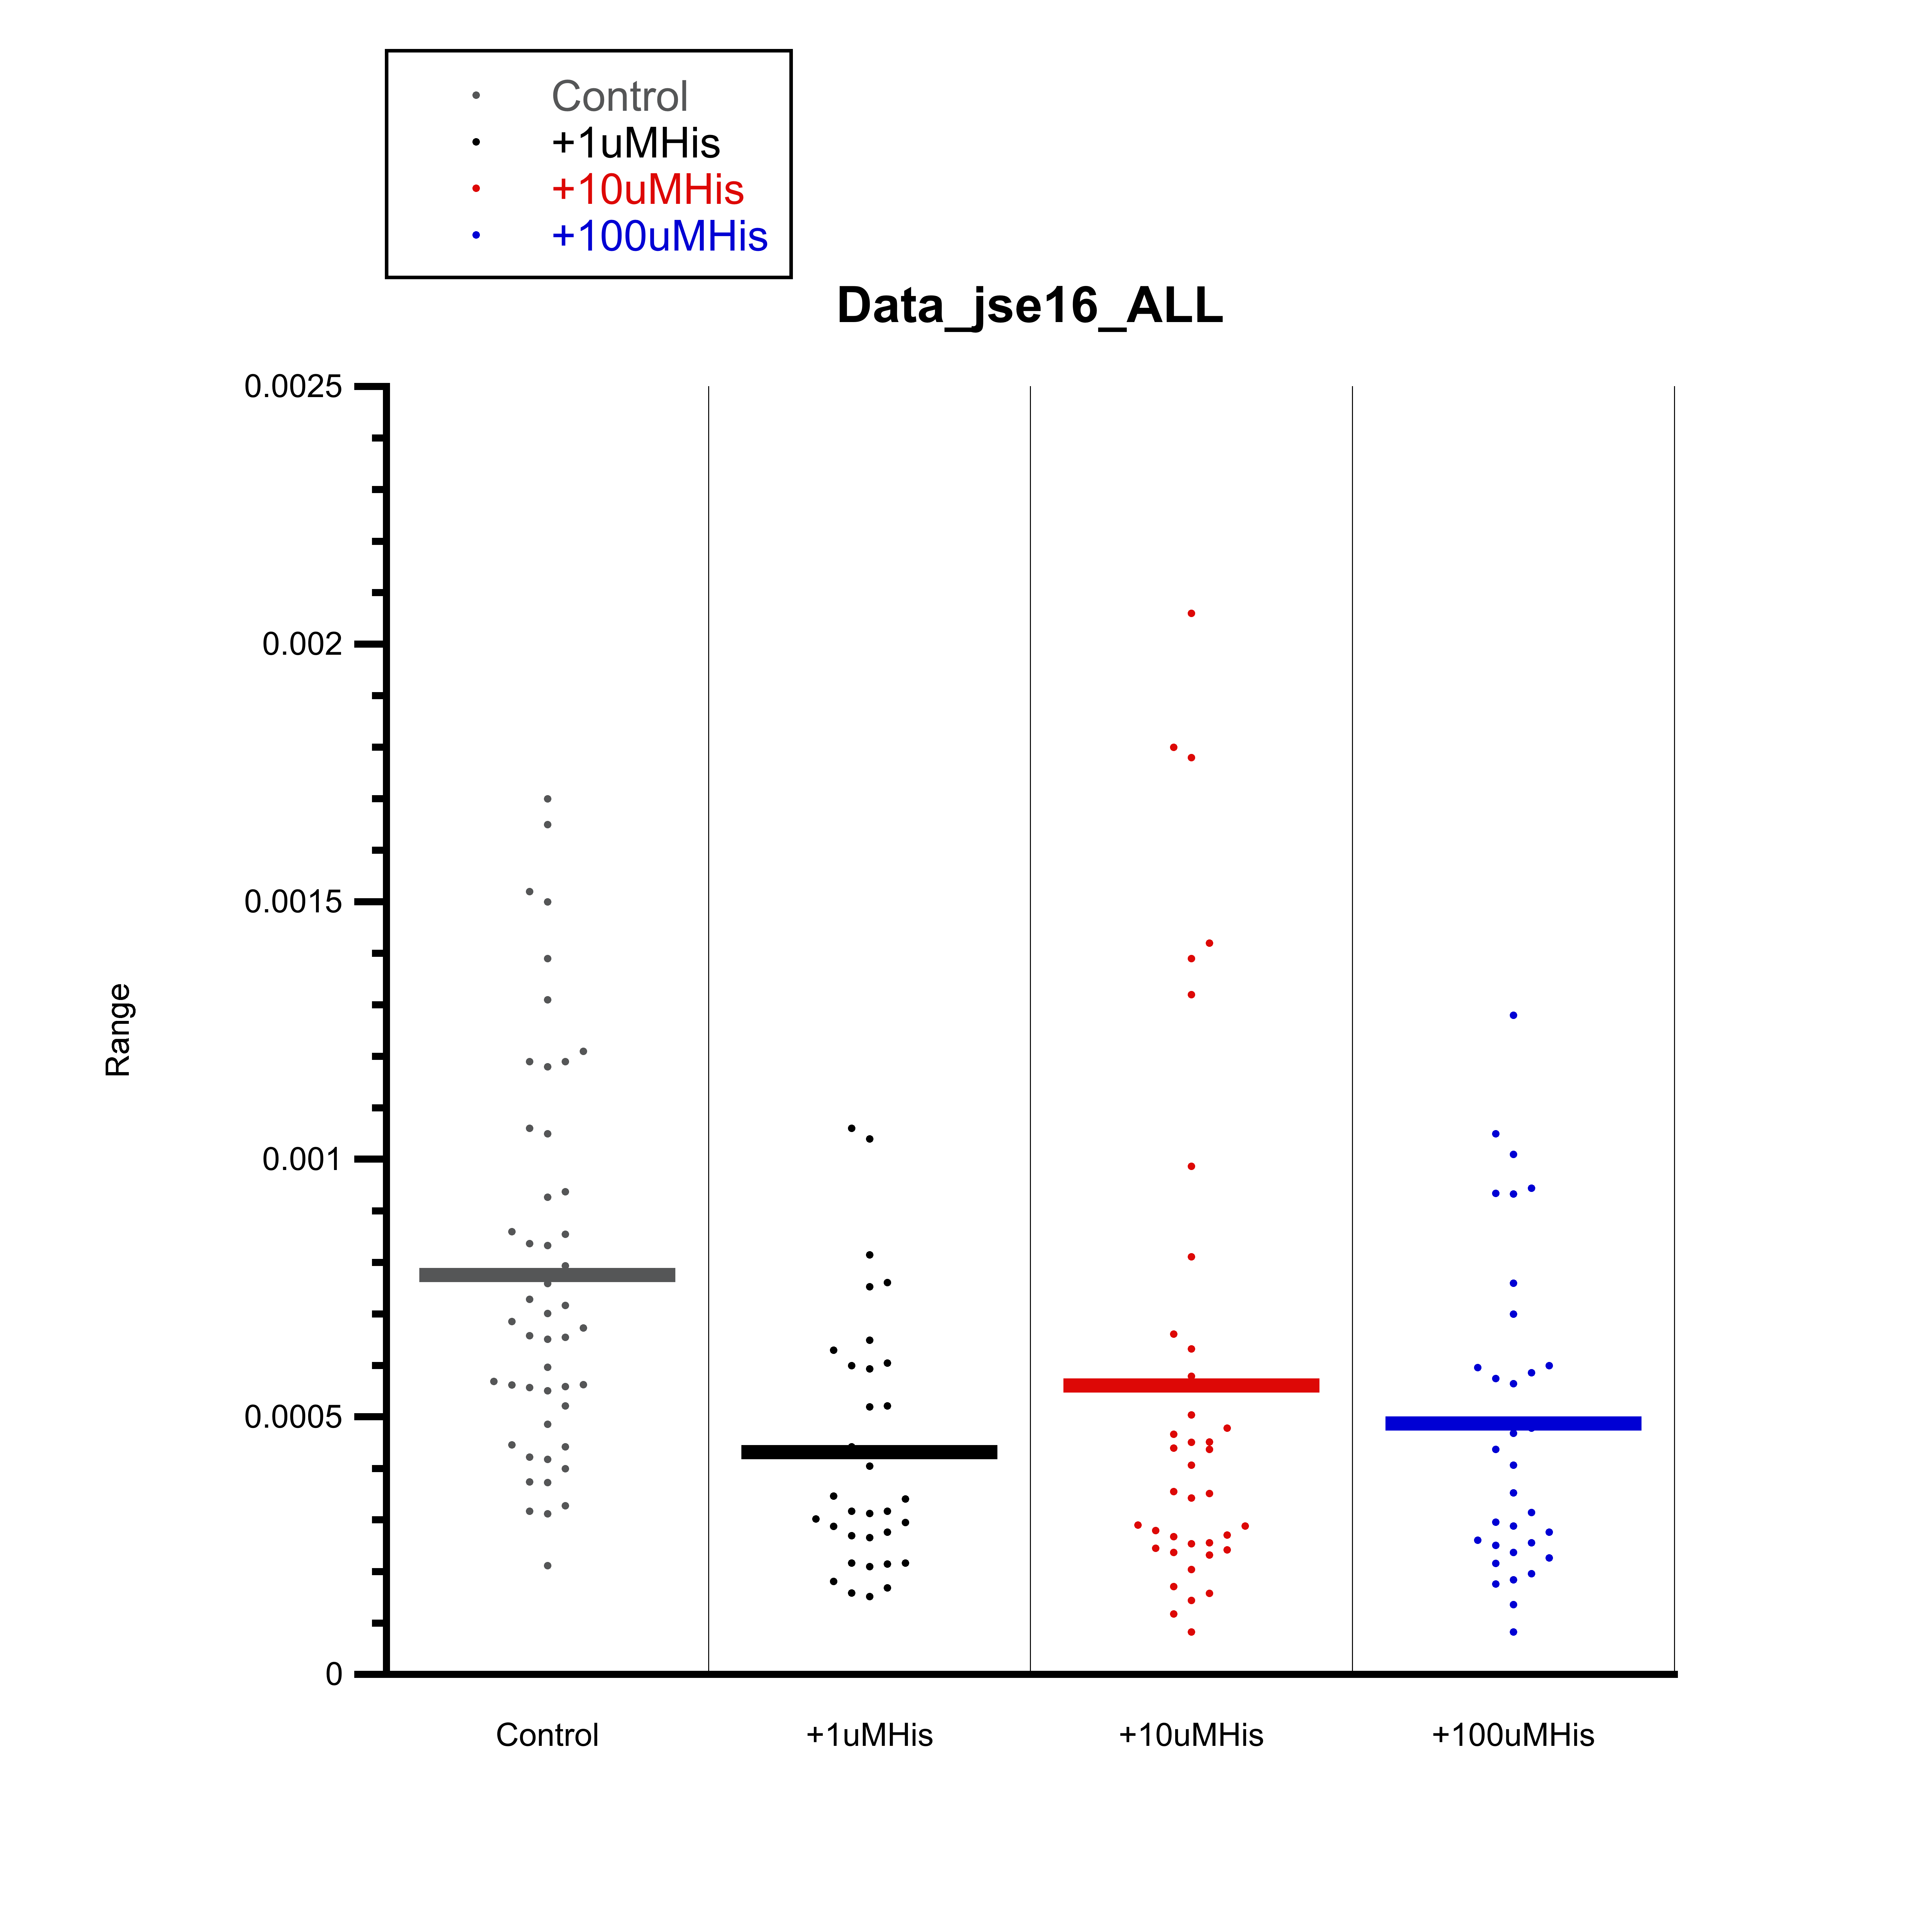 Control
+1uMHis
+10uMHis
+100uMHis
Data_jse16_ALL
0.0025
0.002
0.0015
0.001
0.0005
0
Range
Control
+1uMHis
+10uMHis
+100uMHis